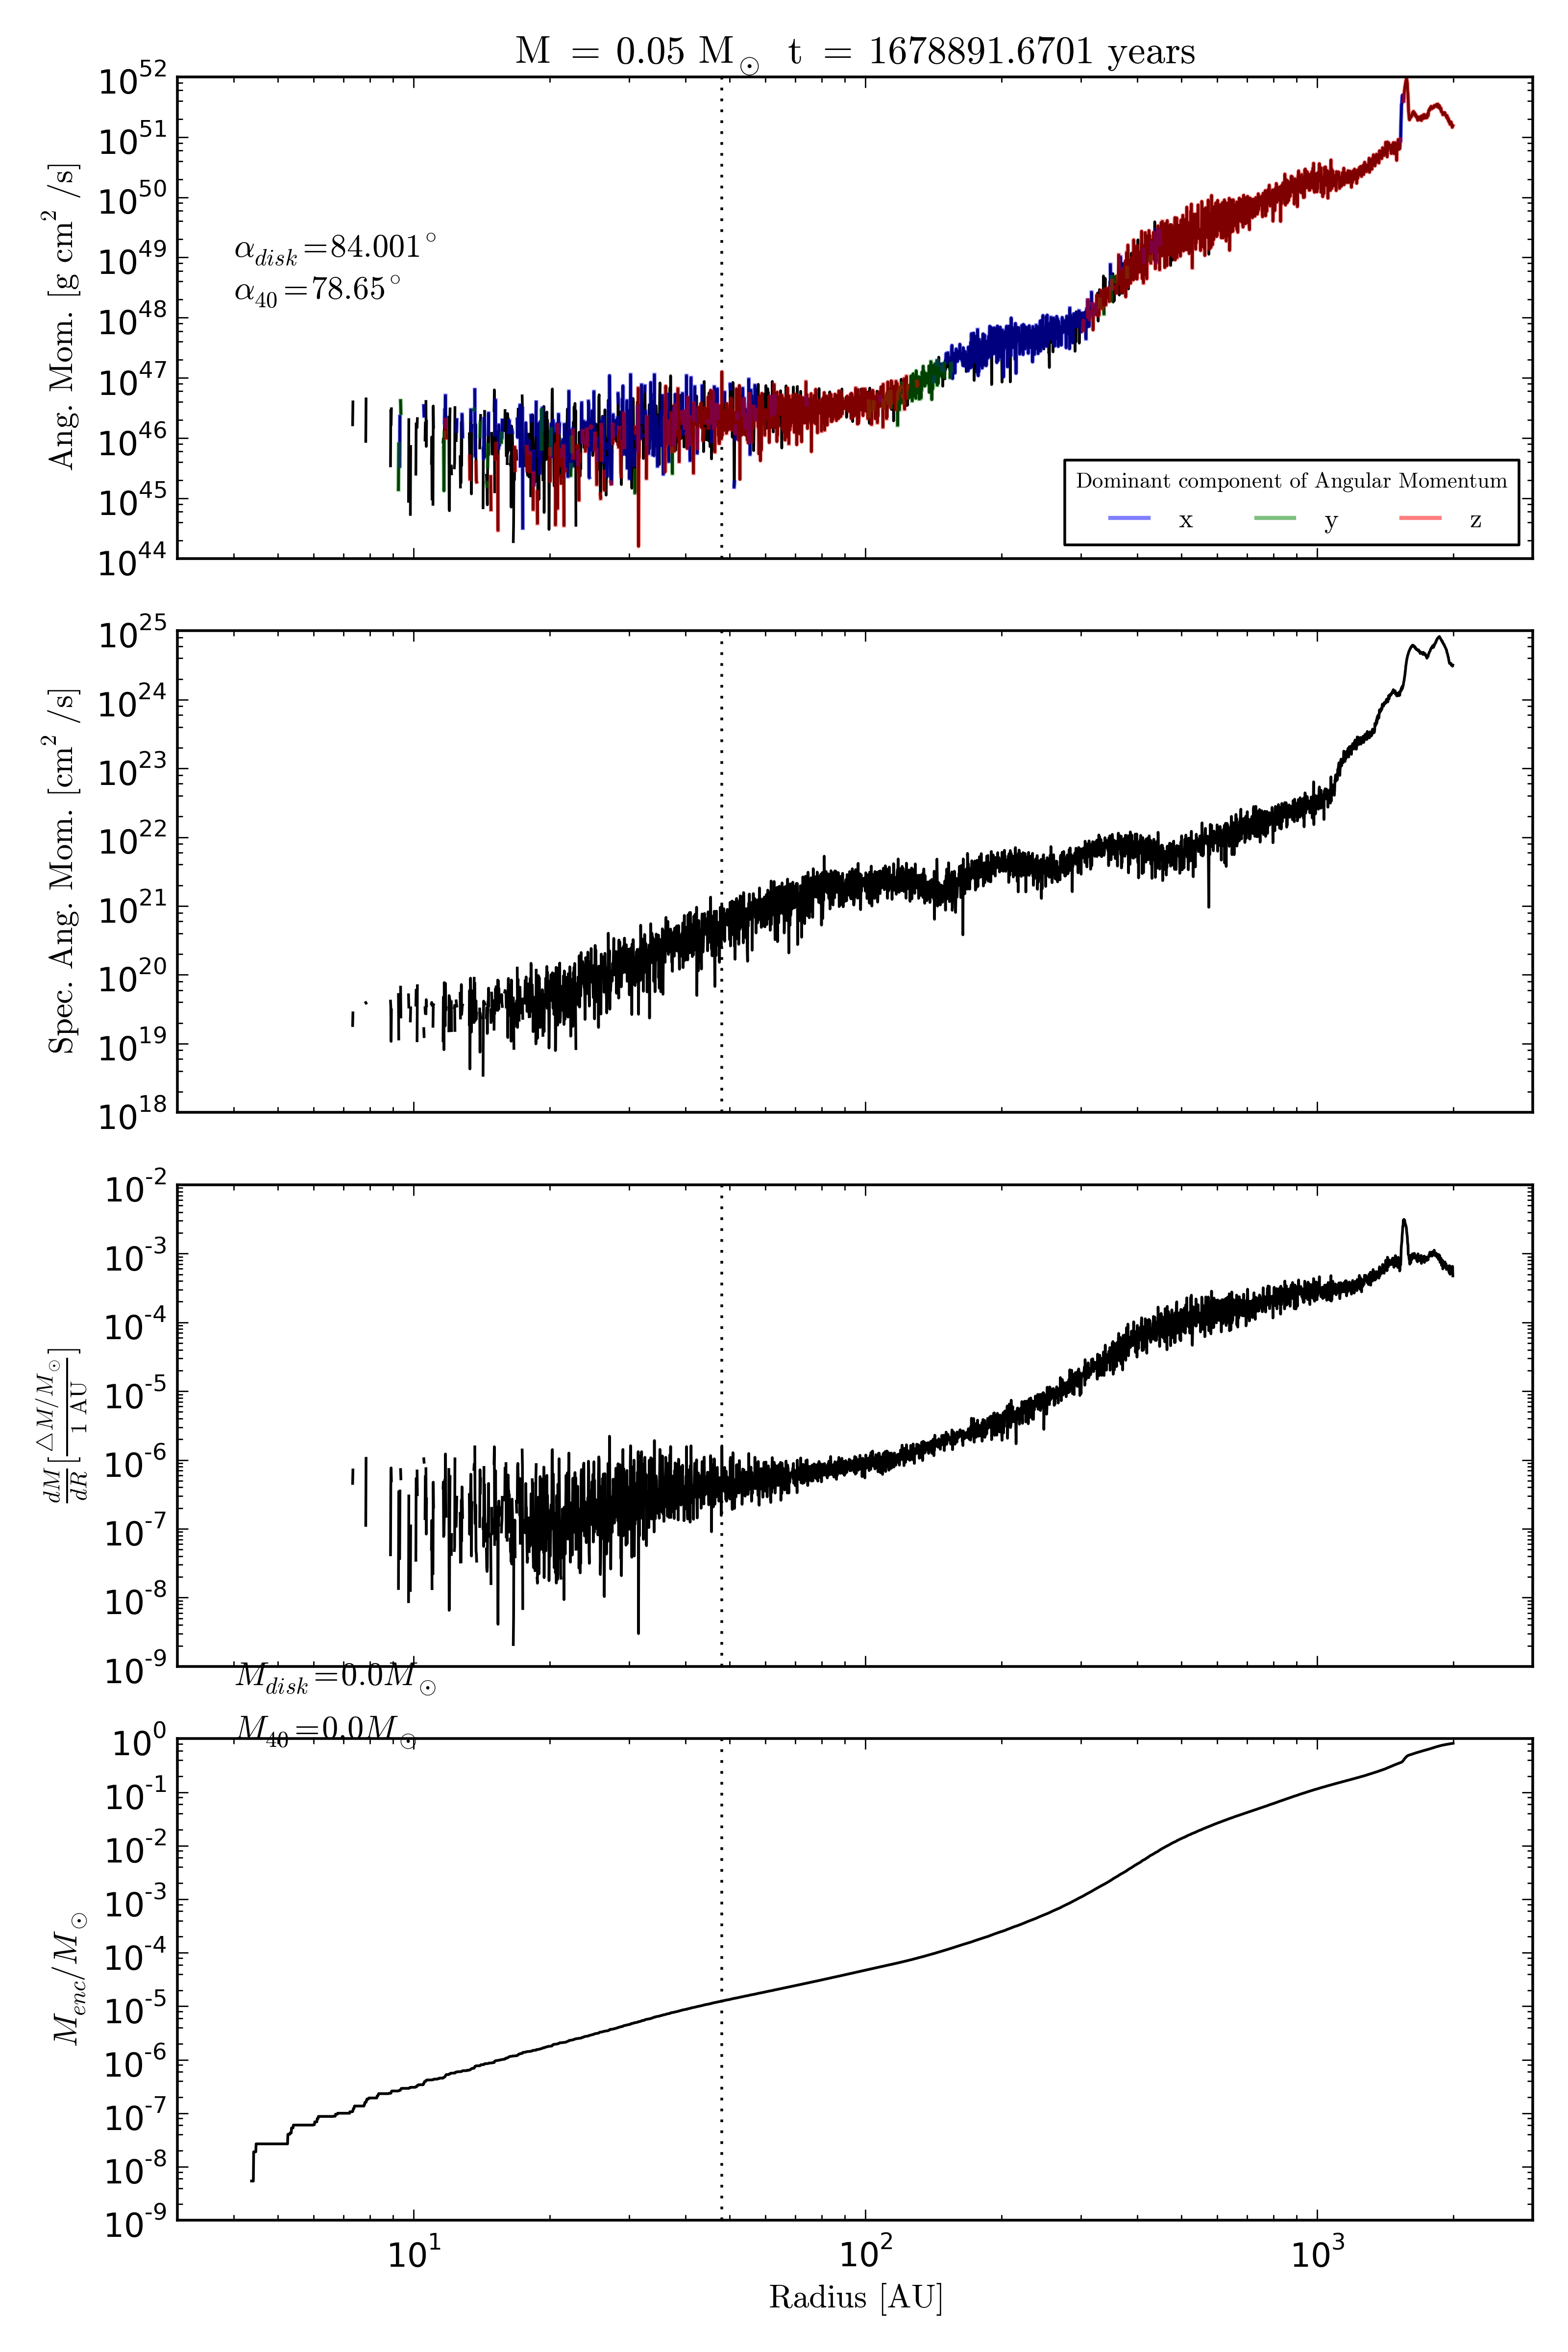 M = 0.05 M⊙ t = 1678891.6701 years
10^52
10^51
10^50
10^49
10^48
10^47
10^46
10^45
10^44
Ang. Mom. [g cm^2 /s]
α_disk = 84.001°
α_40 = 78.65°
Dominant component of Angular Momentum
x y z
10^25
10^24
10^23
10^22
10^21
10^20
10^19
10^18
Spec. Ang. Mom. [cm^2 /s]
10^-2
10^-3
10^-4
10^-5
10^-6
10^-7
10^-8
10^-9
dM/dR [△M/M⊙ / 1 AU]
M_disk = 0.0M⊙
M_40 = 0.0M⊙
10^0
10^-1
10^-2
10^-3
10^-4
10^-5
10^-6
10^-7
10^-8
10^-9
M_enc/M⊙
10^1 10^2 10^3
Radius [AU]